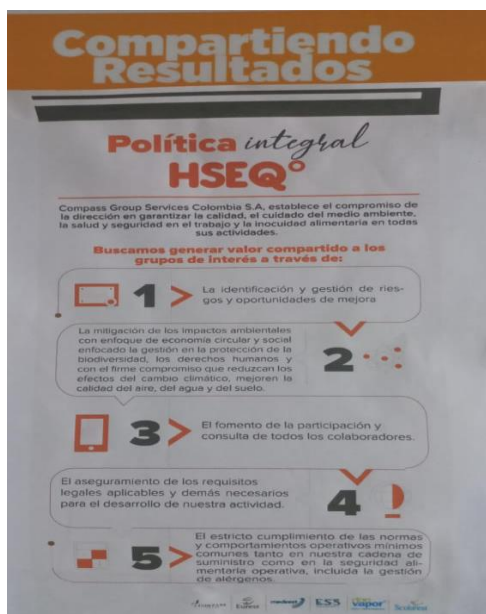 Compartiendo
Resultados
Política integral
HSEQ°
Compass Group Services Colombia S.A, establece el compromiso de
la dirección en garantizar la calidad, el cuidado del medio ambiente,
la salud y seguridad en el trabajo y la inocuidad alimentaria en todas
sus actividades.
Buscamos generar valor compartido a los
grupos de interés a través de:
1 > La identificación y gestión de ries-
gos y oportunidades de mejora
La mitigación de los impactos ambientales
con enfoque de economía circular y social
enfocado la gestión en la protección de la
biodiversidad, los derechos humanos y
con el firme compromiso que reduzcan los
efectos del cambio climático, mejoren la
calidad del aire, del agua y del suelo.
2
3 > El fomento de la participación y
consulta de todos los colaboradores.
El aseguramiento de los requisitos
legales aplicables y demás necesarios
para el desarrollo de nuestra actividad.
4
5 > El estricto cumplimiento de las normas
y comportamientos operativos mínimos
comunes tanto en nuestra cadena de
suministro como en la seguridad ali-
mentaria operativa, incluida la gestión
de alérgenos.
ESS
vapor